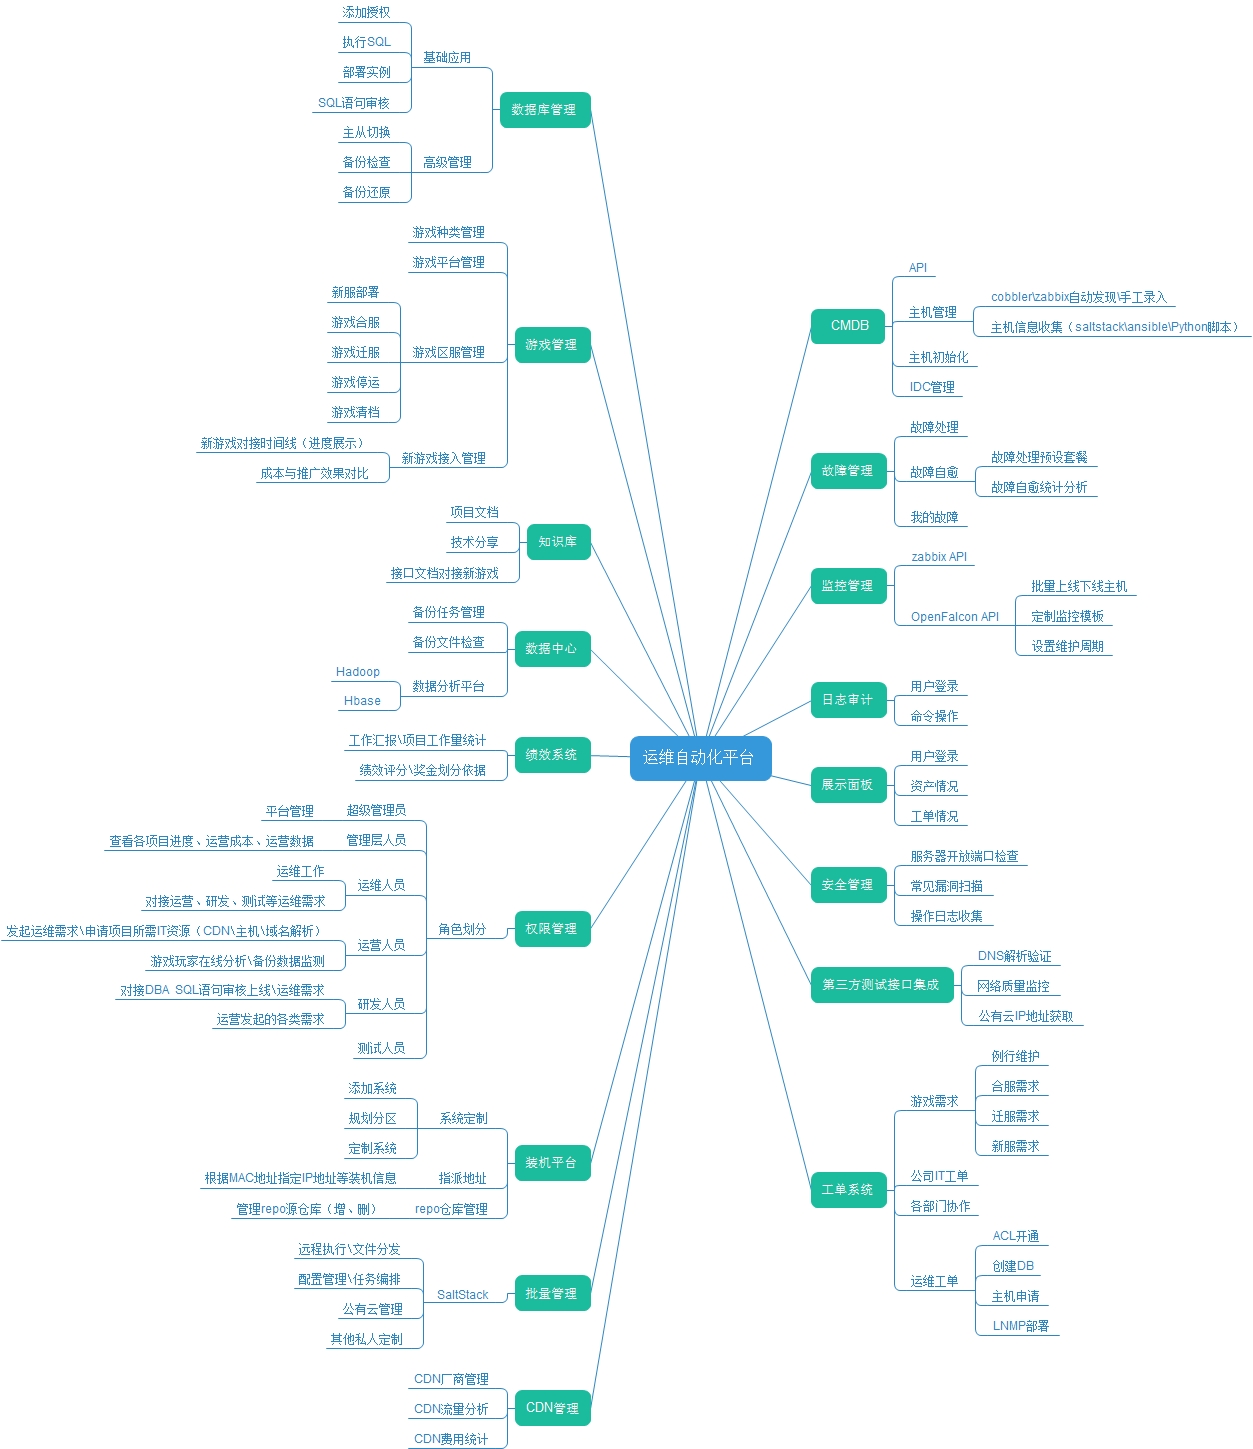 运维自动化平台
数据库管理
基础应用
添加授权
执行SQL
部署实例
SQL语句审核
高级管理
主从切换
备份检查
备份还原
游戏管理
游戏种类管理
游戏平台管理
游戏区服管理
新服部署
游戏合服
游戏迁服
游戏停运
游戏清档
新游戏接入管理
新游戏对接时间线（进度展示）
成本与推广效果对比
知识库
项目文档
技术分享
接口文档对接新游戏
数据中心
备份任务管理
备份文件检查
数据分析平台
Hadoop
Hbase
绩效系统
工作汇报\项目工作量统计
绩效评分\奖金划分依据
权限管理
角色划分
超级管理员
平台管理
管理层人员
查看各项目进度、运营成本、运营数据
运维人员
运维工作
对接运营、研发、测试等运维需求
运营人员
发起运维需求\申请项目所需IT资源（CDN\主机\域名解析）
游戏玩家在线分析\备份数据监测
研发人员
对接DBA SQL语句审核上线\运维需求
运营发起的各类需求
测试人员
装机平台
系统定制
添加系统
规划分区
定制系统
指派地址
根据MAC地址指定IP地址等装机信息
repo仓库管理
管理repo源仓库（增、删）
批量管理
SaltStack
远程执行\文件分发
配置管理\任务编排
公有云管理
其他私人定制
CDN管理
CDN厂商管理
CDN流量分析
CDN费用统计
CMDB
API
主机管理
cobbler\zabbix自动发现\手工录入
主机信息收集（saltstack\ansible\Python脚本）
主机初始化
IDC管理
故障管理
故障处理
故障自愈
故障处理预设套餐
故障自愈统计分析
我的故障
监控管理
zabbix API
OpenFalcon API
批量上线下线主机
定制监控模板
设置维护周期
日志审计
用户登录
命令操作
展示面板
用户登录
资产情况
工单情况
安全管理
服务器开放端口检查
常见漏洞扫描
操作日志收集
第三方测试接口集成
DNS解析验证
网络质量监控
公有云IP地址获取
工单系统
游戏需求
例行维护
合服需求
迁服需求
新服需求
公司IT工单
各部门协作
运维工单
ACL开通
创建DB
主机申请
LNMP部署